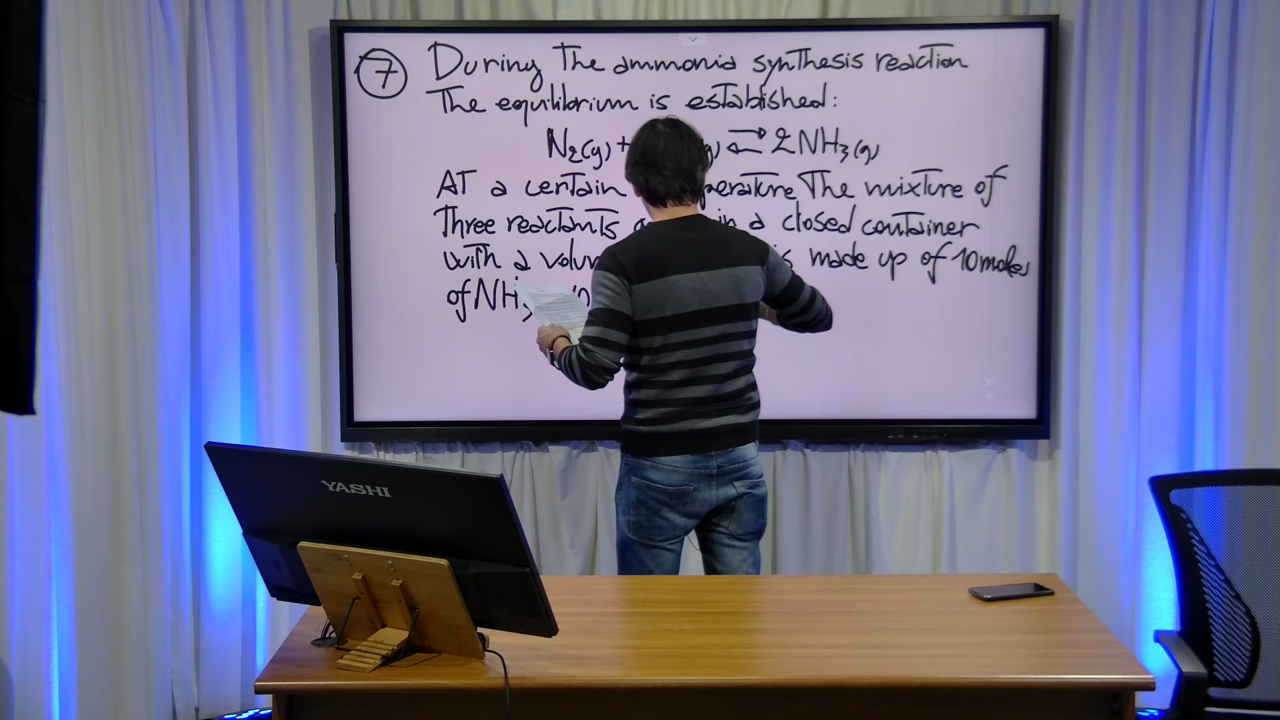 7 During The ammonia synthesis reaction
The equilibrium is established:
N₂(g) + ⇌ 2NH₃(g)
AT a certain The mixture of
Three reactants in a closed container
with a made up of 10 moles
of NH₃
YASHI